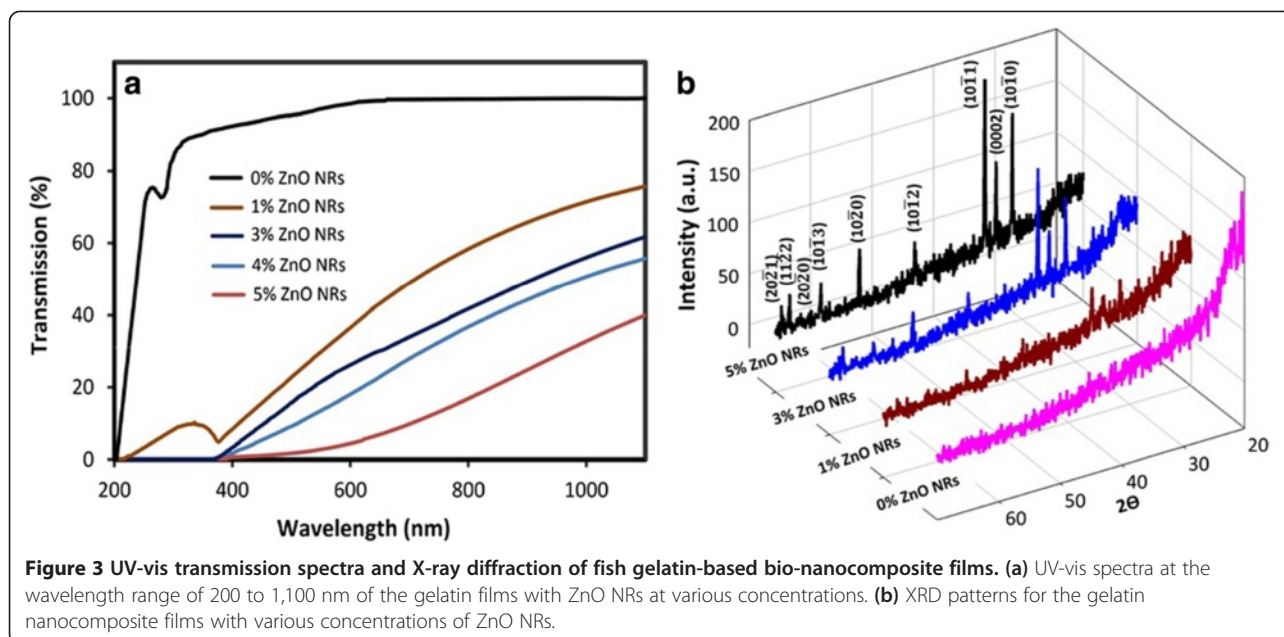 a
100
80
60
40
20
0
Transmission (%)
0% ZnO NRs
1% ZnO NRs
3% ZnO NRs
4% ZnO NRs
5% ZnO NRs
200 400 600 800 1000
Wavelength (nm)
b
200
150
100
50
0
Intensity (a.u.)
(202̄1)
(112̄2)
(202̄0)
(101̄3)
(102̄0)
(101̄2)
(101̄1)
(0002)
(101̄0)
5% ZnO NRs
3% ZnO NRs
1% ZnO NRs
0% ZnO NRs
60 50 40 30 20
2Θ
Figure 3 UV-vis transmission spectra and X-ray diffraction of fish gelatin-based bio-nanocomposite films. (a) UV-vis spectra at the
wavelength range of 200 to 1,100 nm of the gelatin films with ZnO NRs at various concentrations. (b) XRD patterns for the gelatin
nanocomposite films with various concentrations of ZnO NRs.